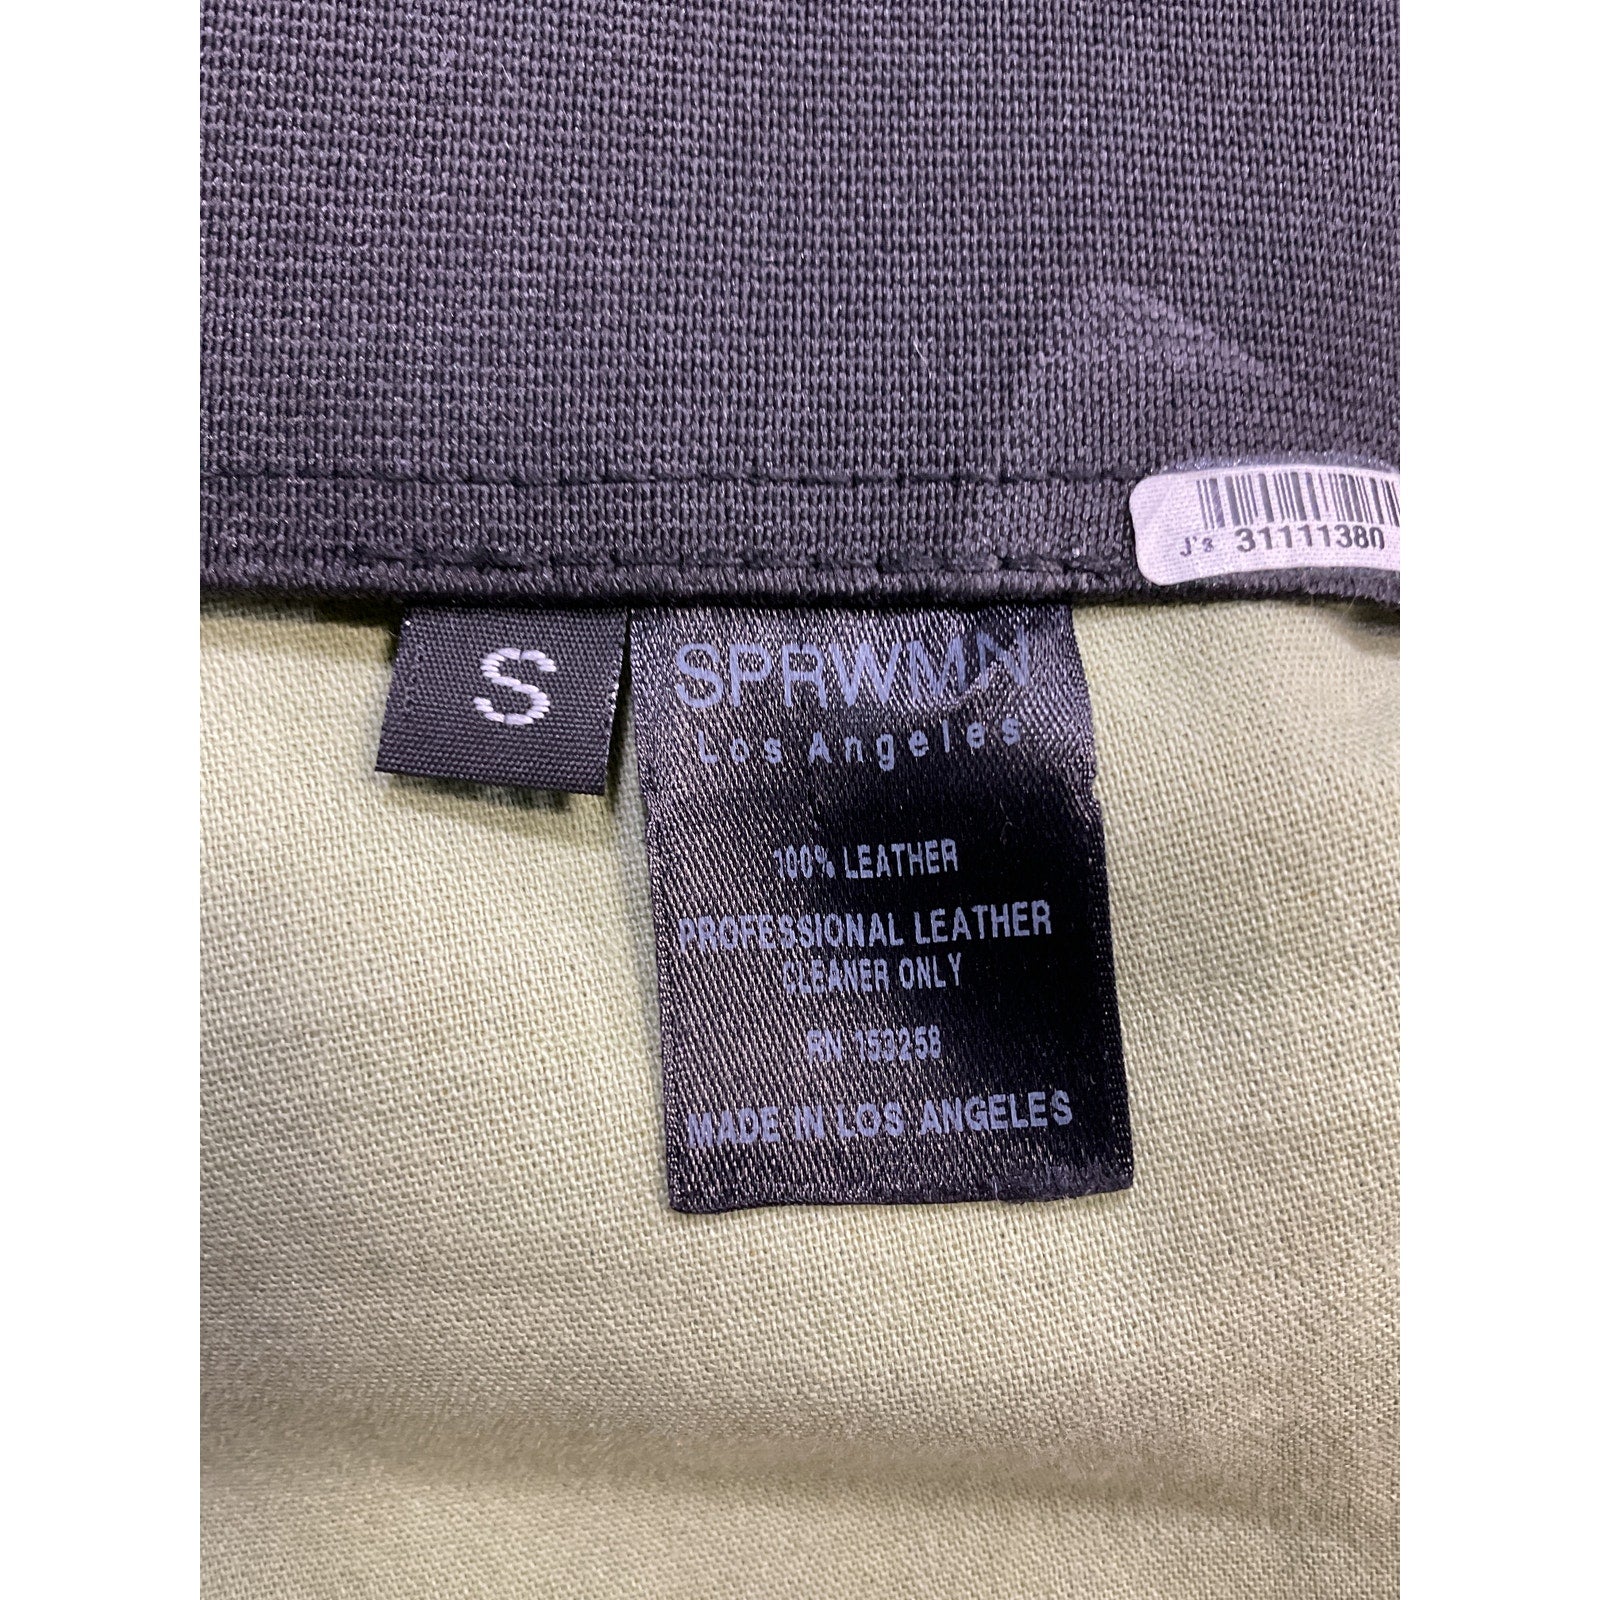 J's 31111380
S
SPRWMN
Los Angeles
100% LEATHER
PROFESSIONAL LEATHER
CLEANER ONLY
RN 153258
MADE IN LOS ANGELES